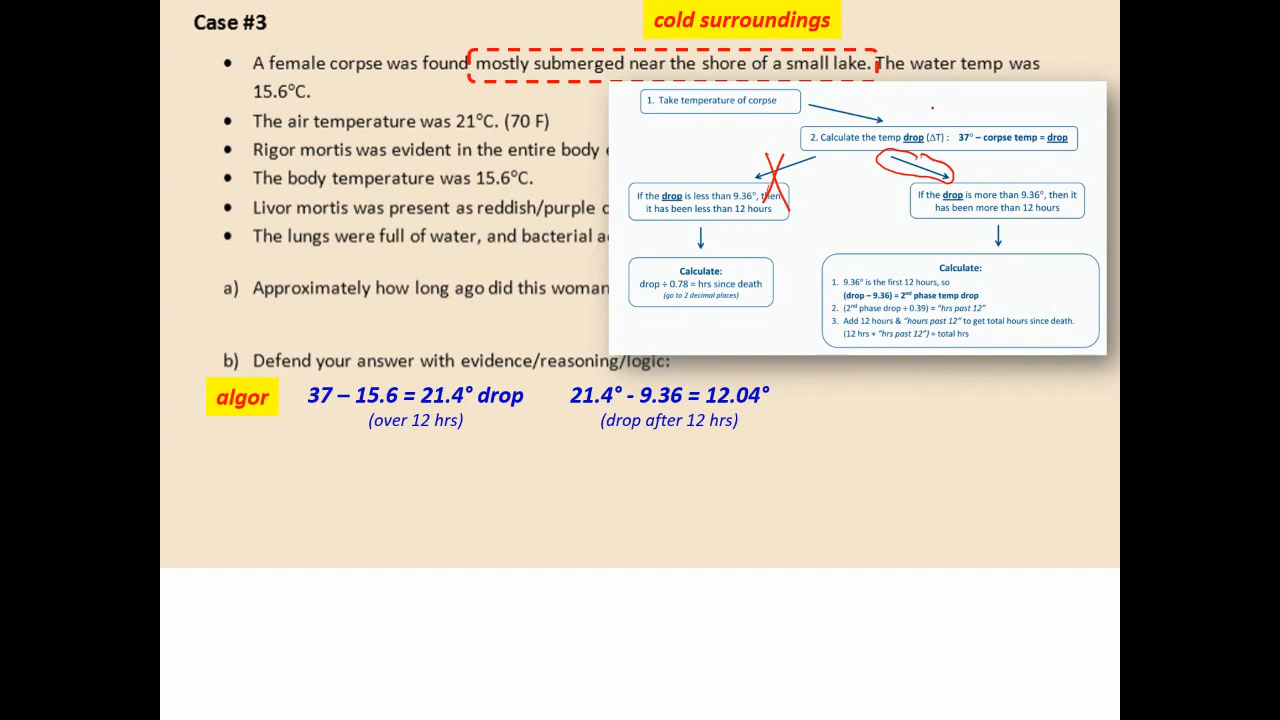 Case #3
cold surroundings
A female corpse was found mostly submerged near the shore of a small lake. The water temp was
15.6°C.
The air temperature was 21°C. (70 F)
Rigor mortis was evident in the entire body
The body temperature was 15.6°C.
Livor mortis was present as reddish/purple
The lungs were full of water, and bacterial
a) Approximately how long ago did this woman
b) Defend your answer with evidence/reasoning/logic:
1. Take temperature of corpse
2. Calculate the temp drop (ΔT) : 37° – corpse temp = drop
If the drop is less than 9.36°, then
it has been less than 12 hours
If the drop is more than 9.36°, then it
has been more than 12 hours
Calculate:
drop ÷ 0.78 = hrs since death
(go to 2 decimal places)
Calculate:
1. 9.36° is the first 12 hours, so
(drop – 9.36) = 2nd phase temp drop
2. (2nd phase drop ÷ 0.39) = "hrs past 12"
3. Add 12 hours & "hours past 12" to get total hours since death.
(12 hrs + "hrs past 12") = total hrs
algor
37 – 15.6 = 21.4° drop
(over 12 hrs)
21.4° - 9.36 = 12.04°
(drop after 12 hrs)